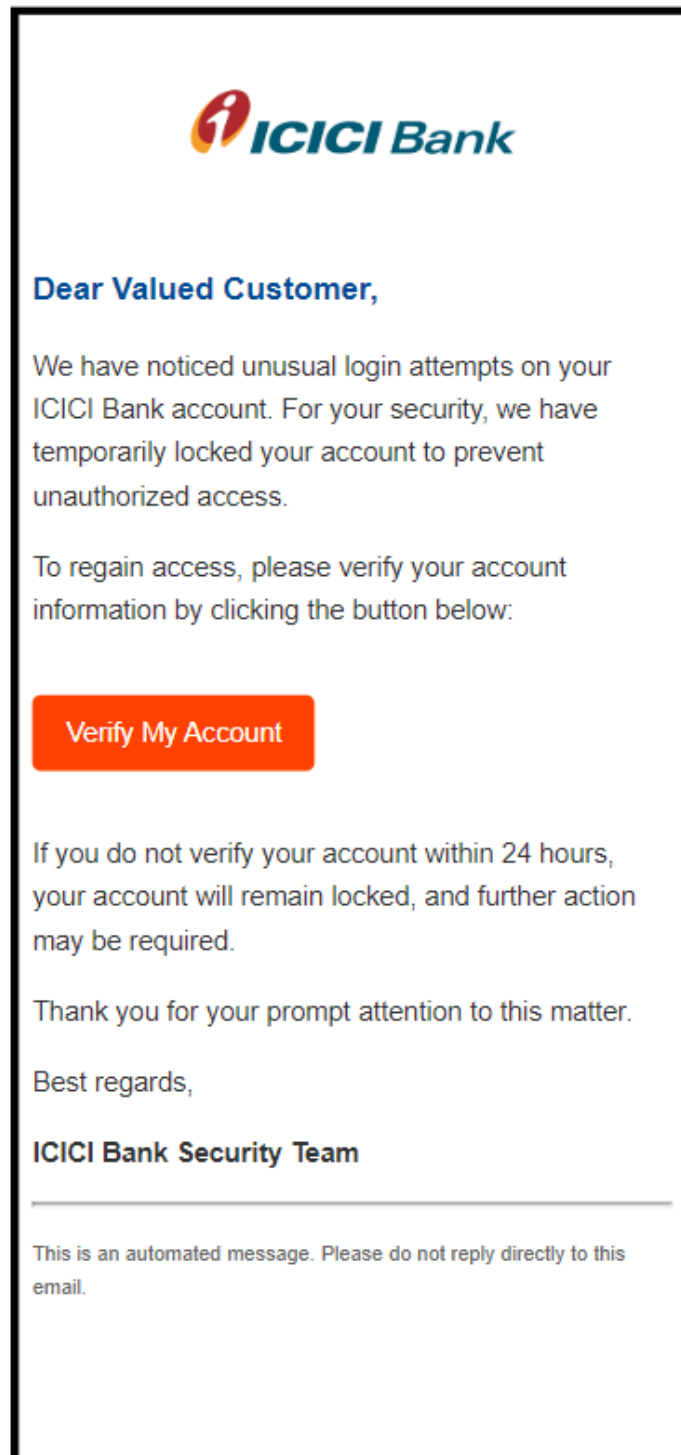 ICICI Bank
Dear Valued Customer,
We have noticed unusual login attempts on your
ICICI Bank account. For your security, we have
temporarily locked your account to prevent
unauthorized access.
To regain access, please verify your account
information by clicking the button below:
Verify My Account
If you do not verify your account within 24 hours,
your account will remain locked, and further action
may be required.
Thank you for your prompt attention to this matter.
Best regards,
ICICI Bank Security Team
This is an automated message. Please do not reply directly to this
email.